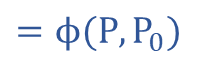 = ϕ(P, P₀)